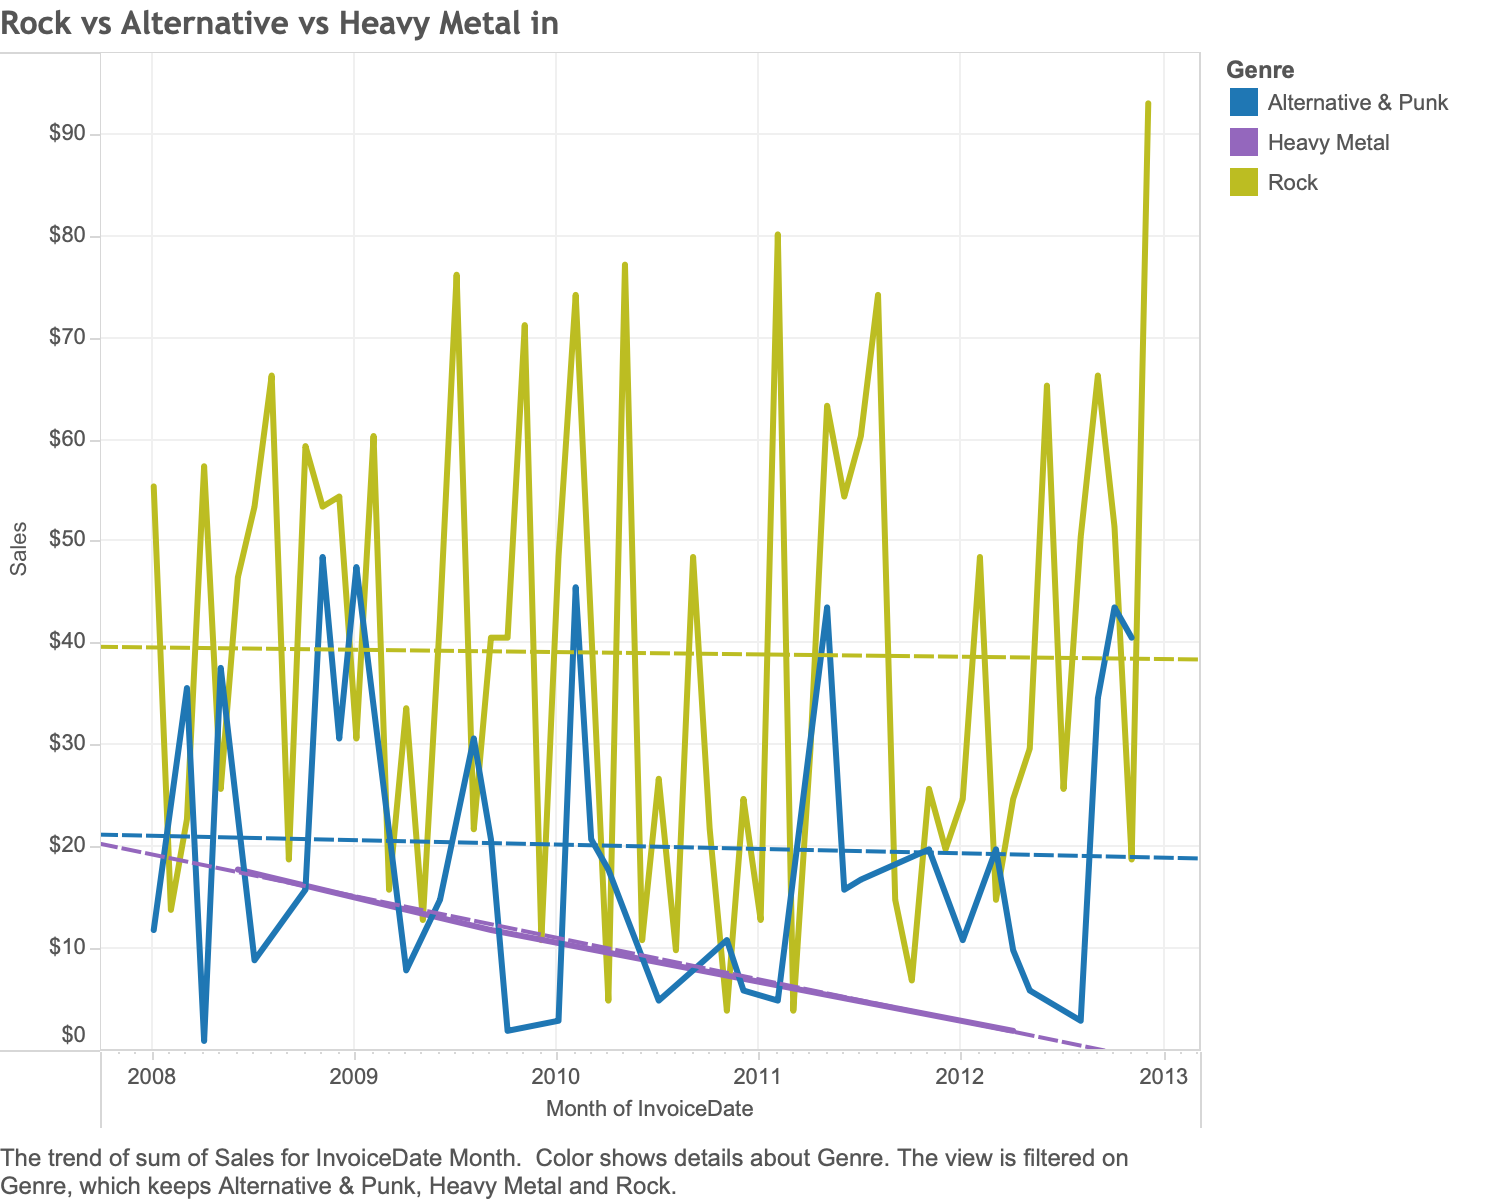 Rock vs Alternative vs Heavy Metal in
Genre
Alternative & Punk
Heavy Metal
Rock
$90
$80
$70
$60
$50
$40
$30
$20
$10
$0
Sales
2008 2009 2010 2011 2012 2013
Month of InvoiceDate
The trend of sum of Sales for InvoiceDate Month.  Color shows details about Genre. The view is filtered on
Genre, which keeps Alternative & Punk, Heavy Metal and Rock.